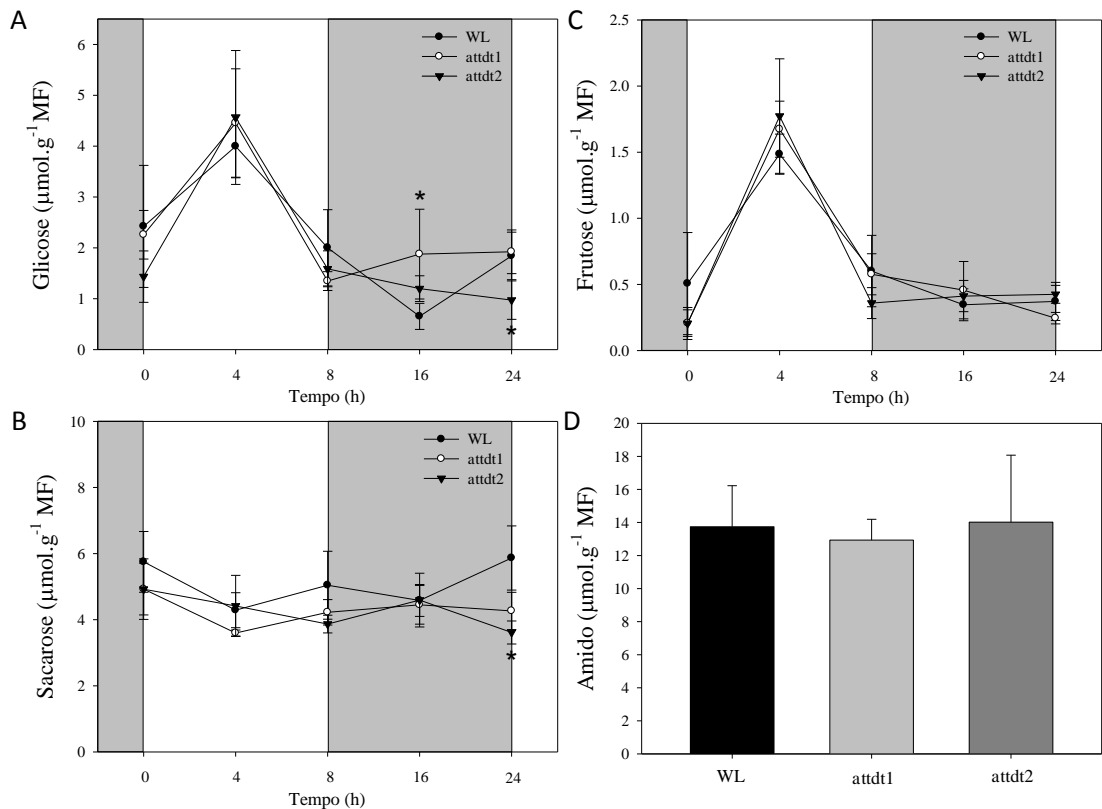 A
Glicose (µmol.g⁻¹ MF)
6
5
4
3
2
1
0
WL
attdt1
attdt2
*
*
0 4 8 16 24
Tempo (h)
C
Frutose (µmol.g⁻¹ MF)
2.5
2.0
1.5
1.0
0.5
0.0
WL
attdt1
attdt2
0 4 8 16 24
Tempo (h)
B
Sacarose (µmol.g⁻¹ MF)
10
8
6
4
2
0
WL
attdt1
attdt2
*
0 4 8 16 24
Tempo (h)
D
Amido (µmol.g⁻¹ MF)
20
18
16
14
12
10
8
6
4
2
0
WL attdt1 attdt2